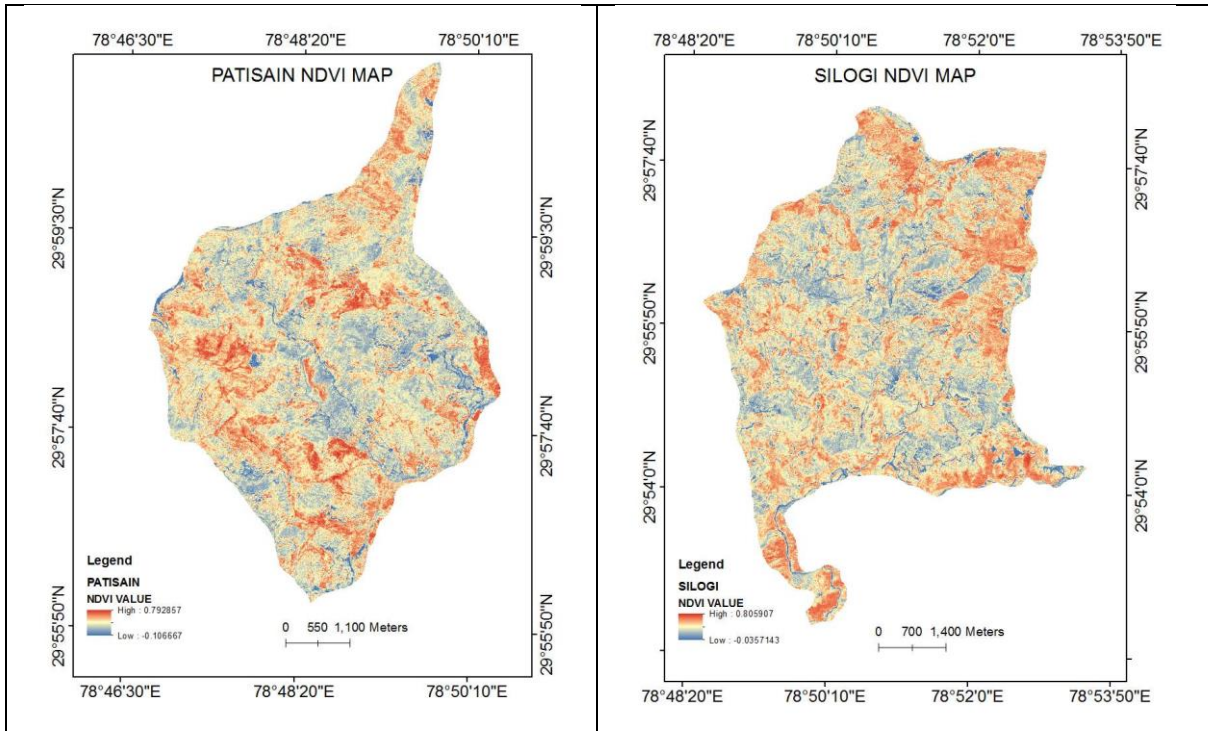 78°46'30"E 78°48'20"E 78°50'10"E
PATISAIN NDVI MAP
29°59'30"N
29°57'40"N
29°55'50"N
29°59'30"N
29°57'40"N
29°55'50"N
Legend
PATISAIN
NDVI VALUE
High : 0.792857
Low : -0.106667
0 550 1,100 Meters
78°46'30"E 78°48'20"E 78°50'10"E
78°48'20"E 78°50'10"E 78°52'0"E 78°53'50"E
SILOGI NDVI MAP
29°57'40"N
29°55'50"N
29°54'0"N
29°57'40"N
29°55'50"N
29°54'0"N
Legend
SILOGI
NDVI VALUE
High : 0.805907
Low : -0.0357143
0 700 1,400 Meters
78°48'20"E 78°50'10"E 78°52'0"E 78°53'50"E